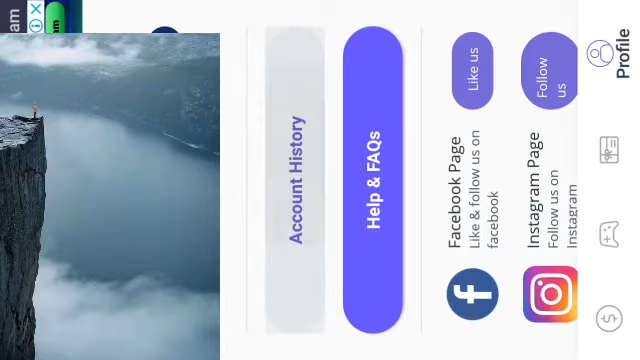 am
am
Account History
Help & FAQs
Facebook Page
Like & follow us on
facebook
Like us
Instagram Page
Follow us on
Instagram
Follow
us
Profile